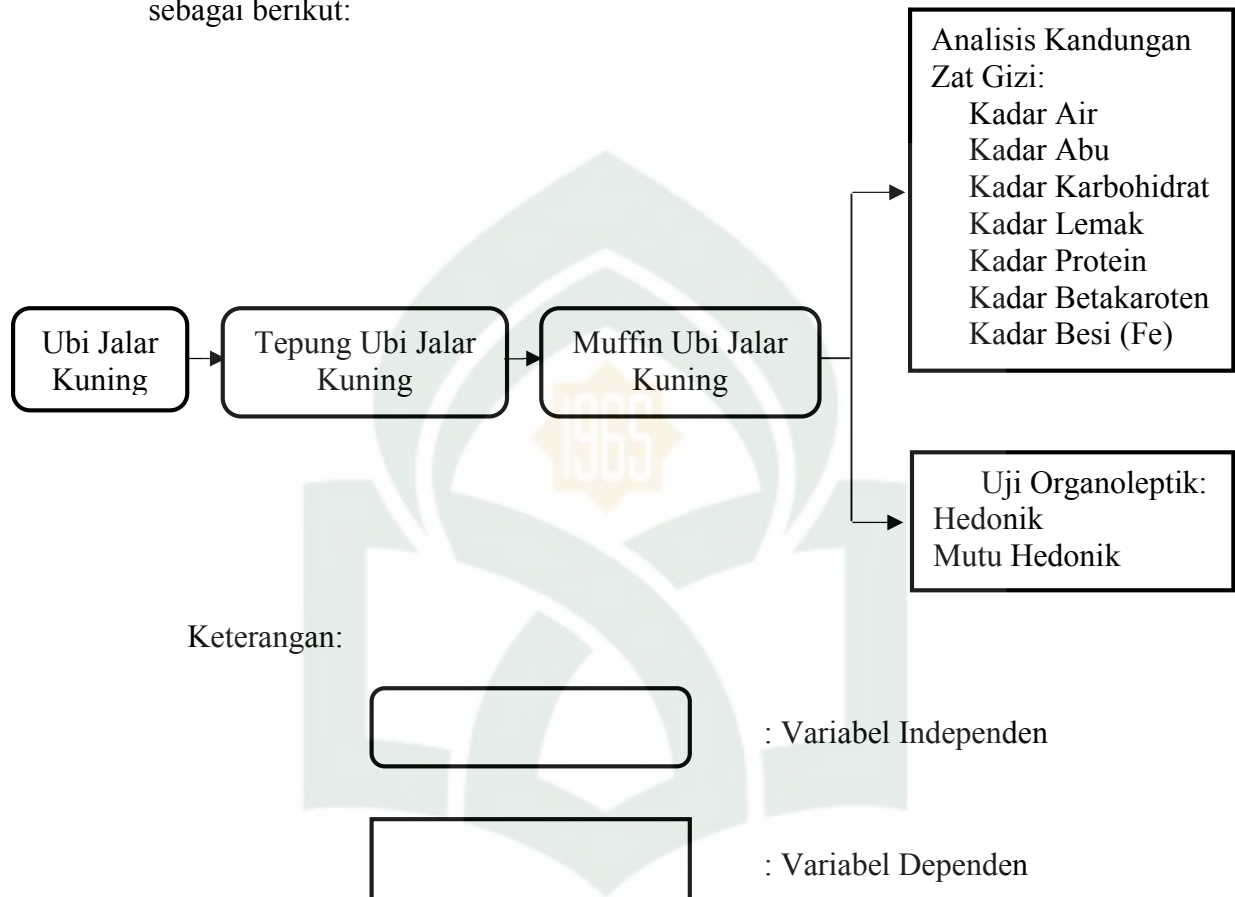 sebagai berikut:
Analisis Kandungan
Zat Gizi:
Kadar Air
Kadar Abu
Kadar Karbohidrat
Kadar Lemak
Kadar Protein
Kadar Betakaroten
Kadar Besi (Fe)
Ubi Jalar
Kuning
Tepung Ubi Jalar
Kuning
Muffin Ubi Jalar
Kuning
1965
Uji Organoleptik:
Hedonik
Mutu Hedonik
Keterangan:
: Variabel Independen
: Variabel Dependen